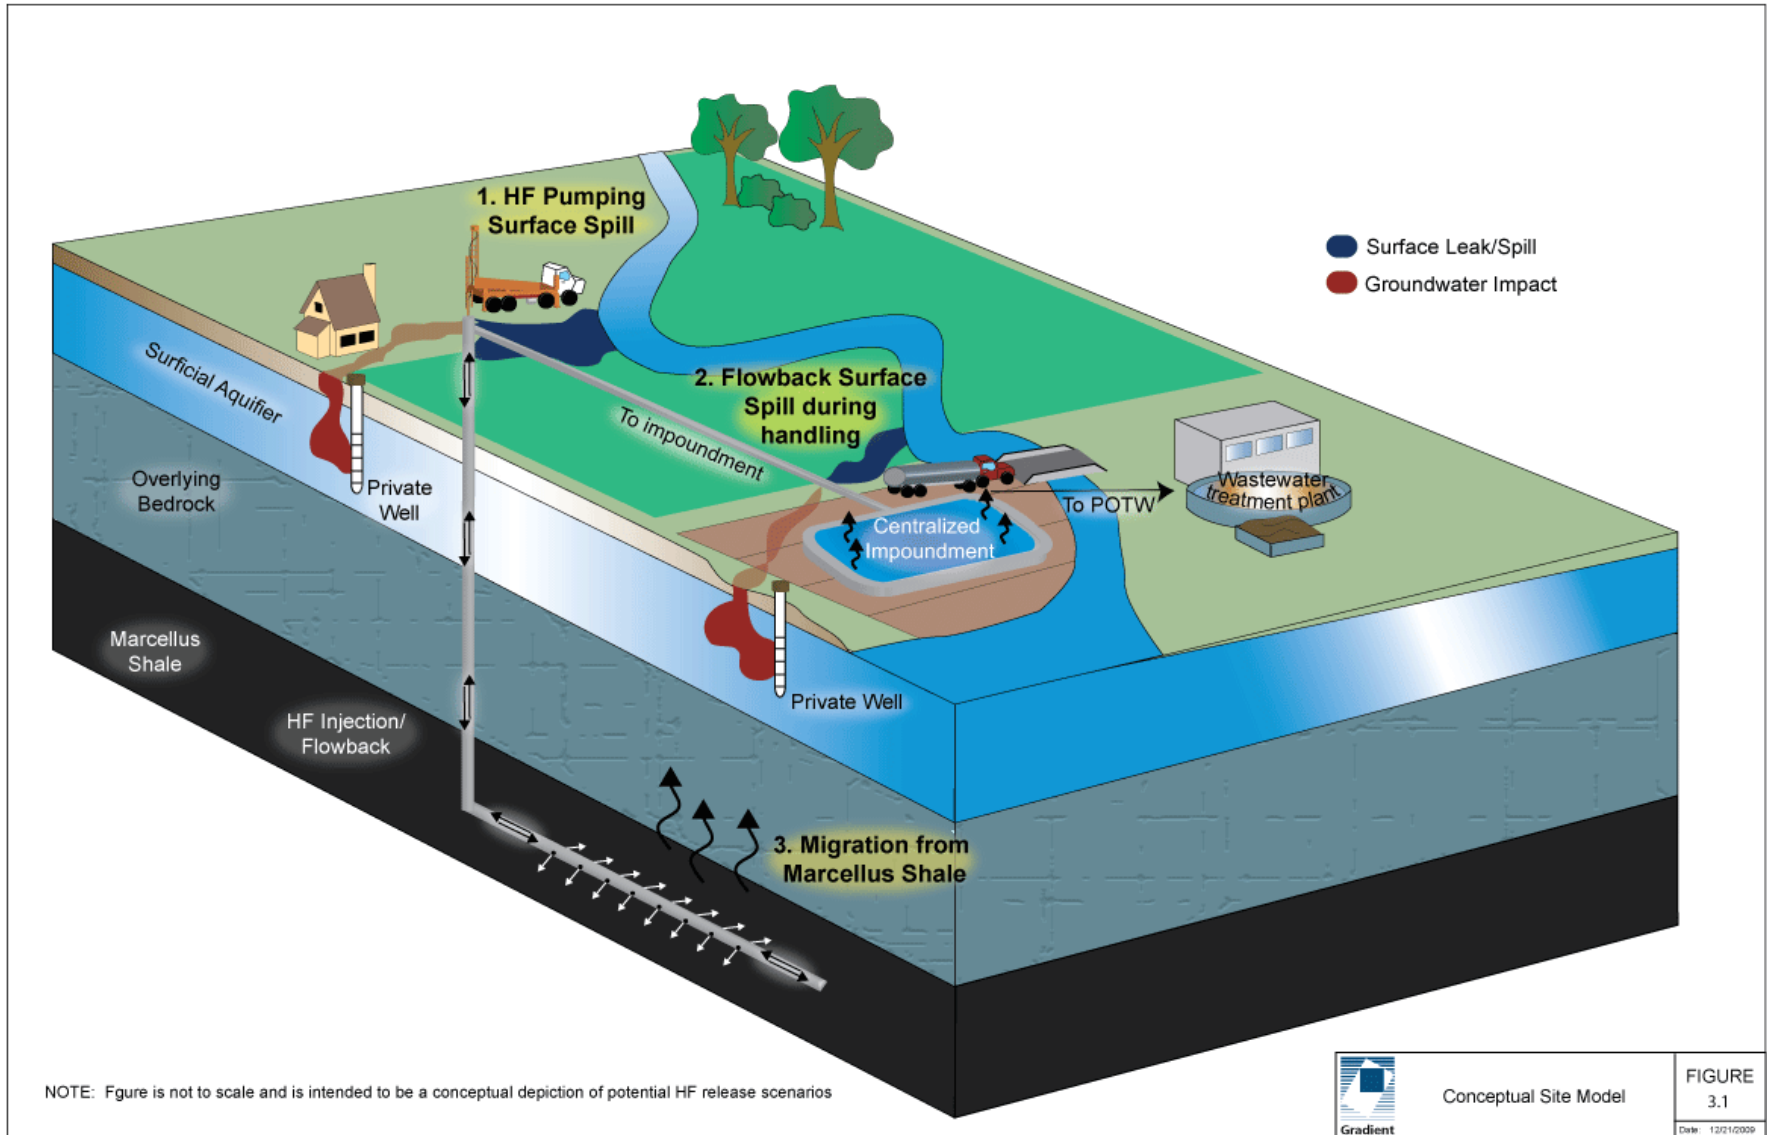 1. HF Pumping
Surface Spill
Surface Leak/Spill
Groundwater Impact
Surficial Aquifier
2. Flowback Surface
Spill during
handling
To impoundment
Overlying
Bedrock
Private
Well
Wastewater
treatment plant
To POTW
Centralized
Impoundment
Marcellus
Shale
Private Well
HF Injection/
Flowback
3. Migration from
Marcellus Shale
NOTE: Fgure is not to scale and is intended to be a conceptual depiction of potential HF release scenarios
Gradient
Conceptual Site Model
FIGURE
3.1
Date: 12/21/2009